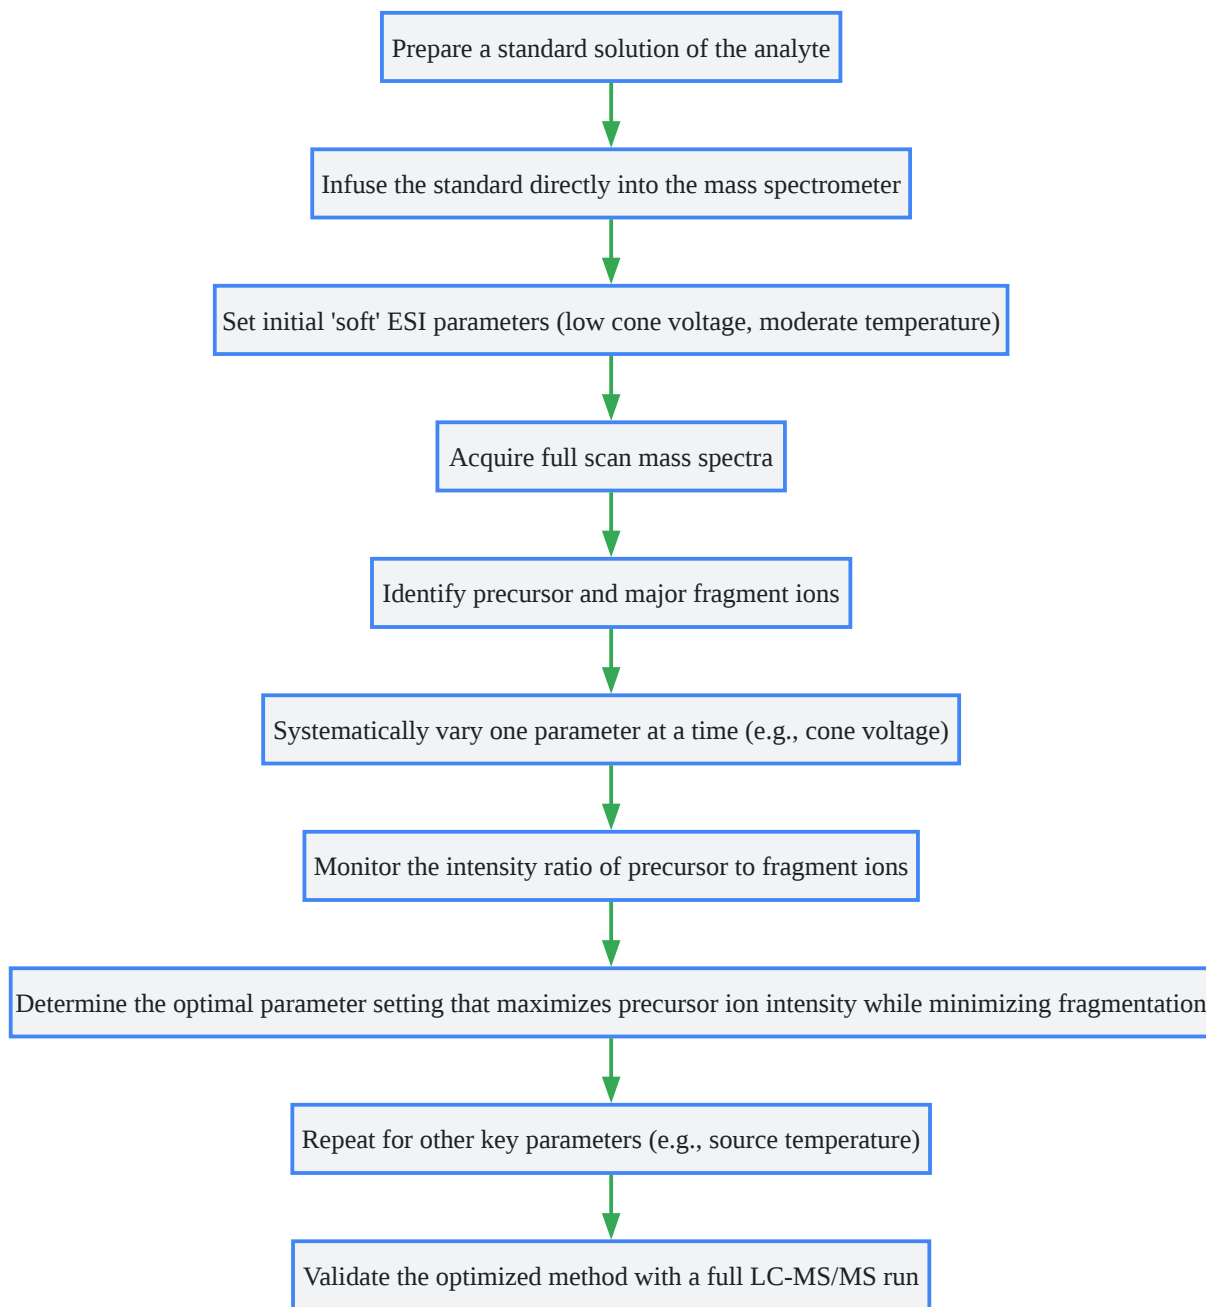 Prepare a standard solution of the analyte
Infuse the standard directly into the mass spectrometer
Set initial 'soft' ESI parameters (low cone voltage, moderate temperature)
Acquire full scan mass spectra
Identify precursor and major fragment ions
Systematically vary one parameter at a time (e.g., cone voltage)
Monitor the intensity ratio of precursor to fragment ions
Determine the optimal parameter setting that maximizes precursor ion intensity while minimizing fragmentation
Repeat for other key parameters (e.g., source temperature)
Validate the optimized method with a full LC-MS/MS run